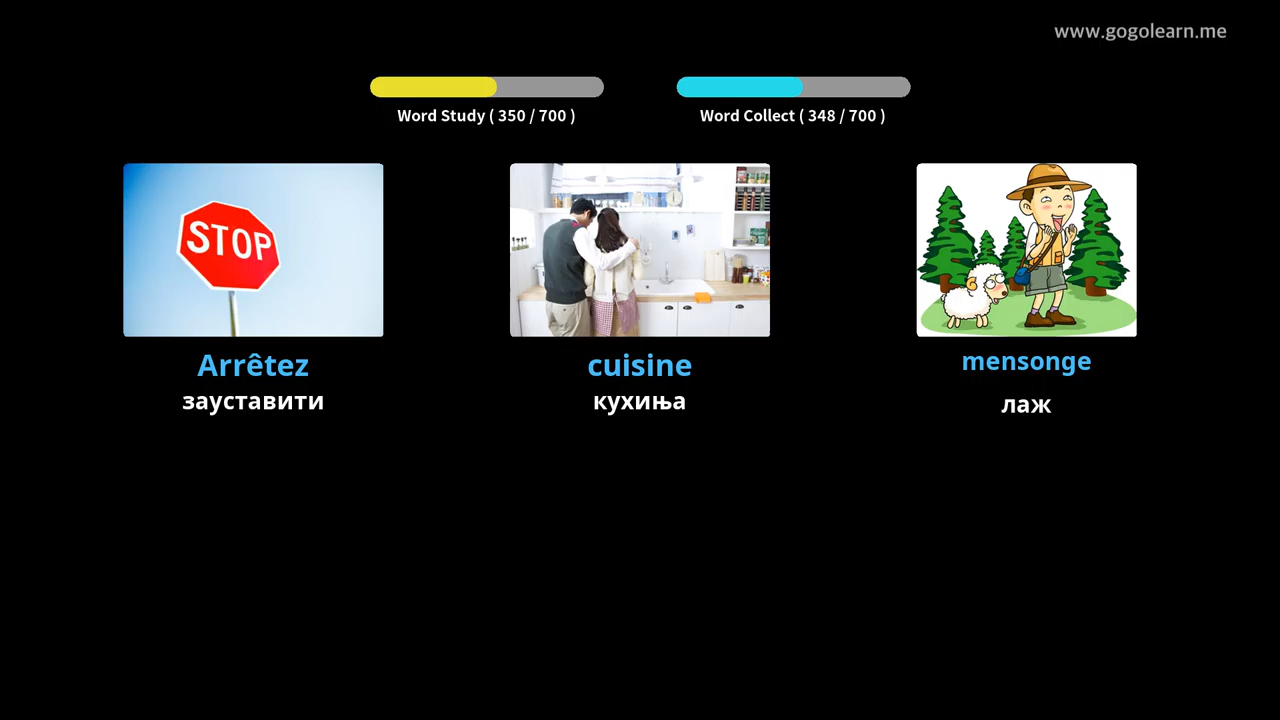 www.gogolearn.me
Word Study ( 350 / 700 )
Word Collect ( 348 / 700 )
STOP
Arrêtez
зауставити
cuisine
кухиња
mensonge
лаж